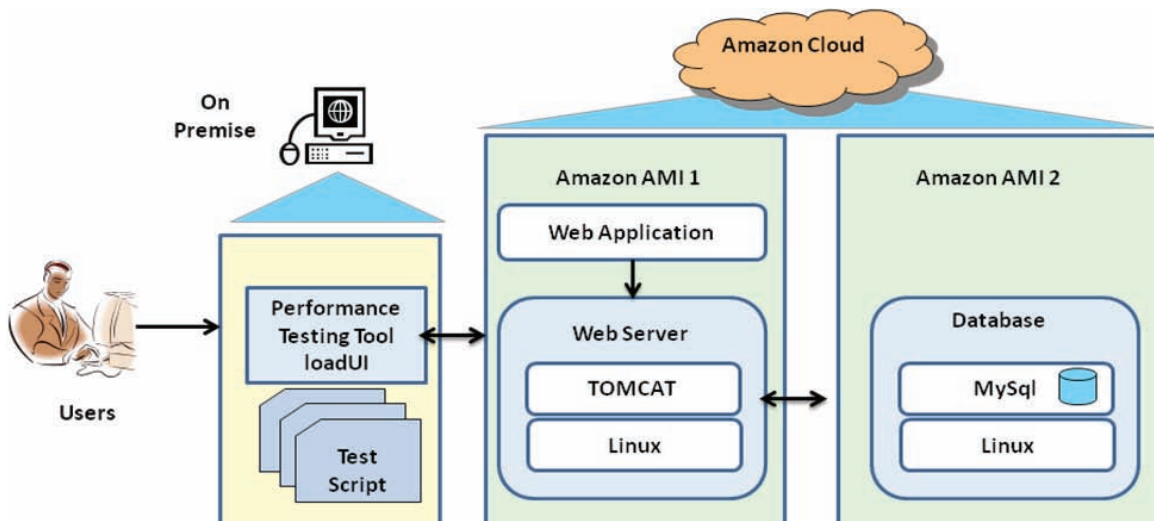 Amazon Cloud
On
Premise
Amazon AMI 1
Amazon AMI 2
Web Application
Performance
Testing Tool
loadUI
Web Server
Database
TOMCAT
MySql
Users
Test
Script
Linux
Linux